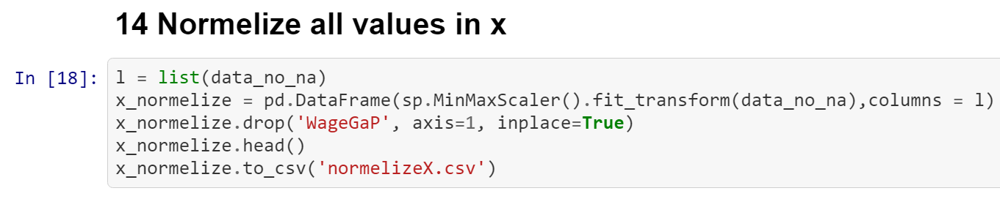 14 Normelize all values in x
In [18]: l = list(data_no_na)
x_normelize = pd.DataFrame(sp.MinMaxScaler().fit_transform(data_no_na),columns = l)
x_normelize.drop('WageGaP', axis=1, inplace=True)
x_normelize.head()
x_normelize.to_csv('normelizeX.csv')